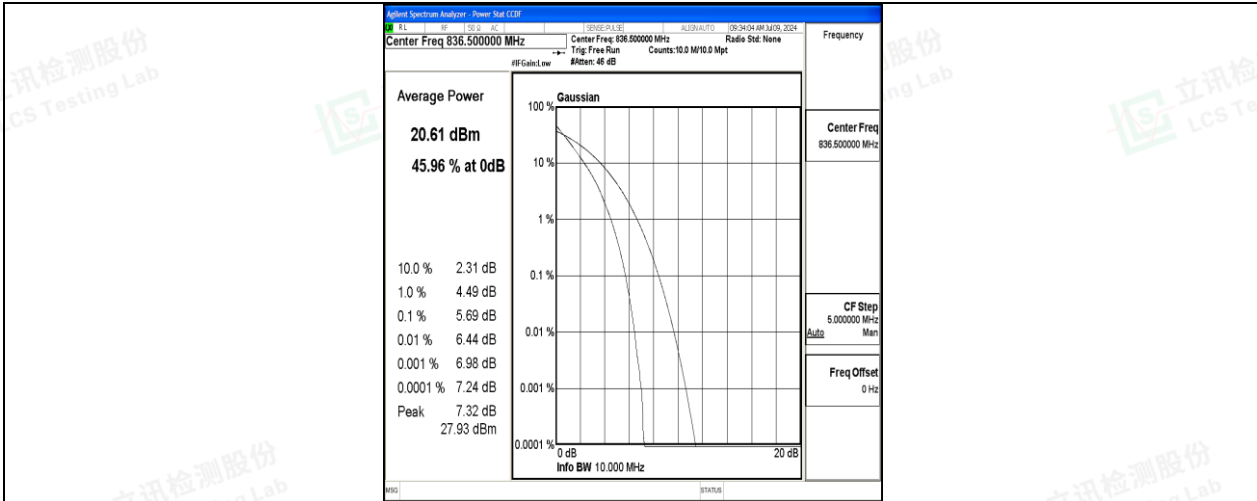 Agilent Spectrum Analyzer - Power Stat CCDF
RL RF 50 Ω AC SENSE:PULSE ALIGN AUTO 09:34:04 AM Jul 09, 2024
Center Freq 836.500000 MHz
Center Freq: 836.500000 MHz Radio Std: None
Trig: Free Run Counts:10.0 M/10.0 Mpt
#IFGain:Low #Atten: 46 dB
Frequency
Center Freq
836.500000 MHz
CF Step
5.000000 MHz
Auto Man
Freq Offset
0 Hz
Average Power
20.61 dBm
45.96 % at 0dB
10.0 % 2.31 dB
1.0 % 4.49 dB
0.1 % 5.69 dB
0.01 % 6.44 dB
0.001 % 6.98 dB
0.0001 % 7.24 dB
Peak 7.32 dB
27.93 dBm
Gaussian
100 %
10 %
1 %
0.1 %
0.01 %
0.001 %
0.0001 %
0 dB 20 dB
Info BW 10.000 MHz
MSG STATUS
立讯检测股份
LCS Testing Lab